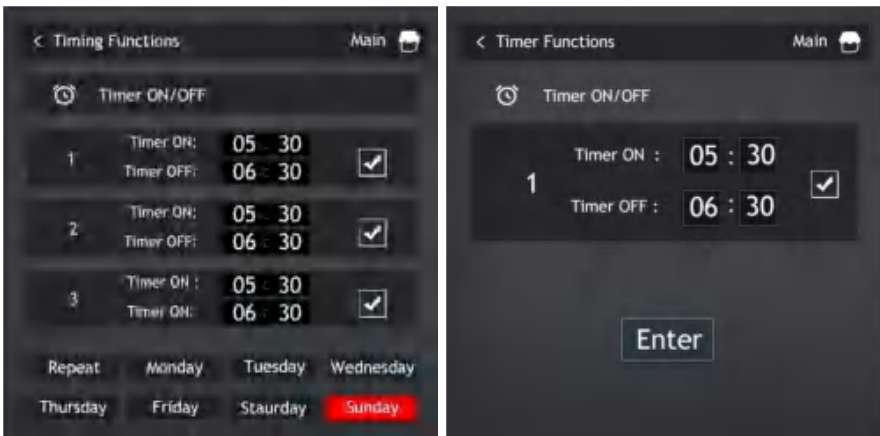 < Timing Functions Main
Timer ON/OFF
1
Timer ON: 05 : 30
Timer OFF: 06 : 30
2
Timer ON: 05 : 30
Timer OFF: 06 : 30
3
Timer ON : 05 : 30
Timer ON: 06 : 30
Repeat Monday Tuesday Wednesday
Thursday Friday Staurday Sunday
< Timer Functions Main
Timer ON/OFF
1
Timer ON : 05 : 30
Timer OFF : 06 : 30
Enter